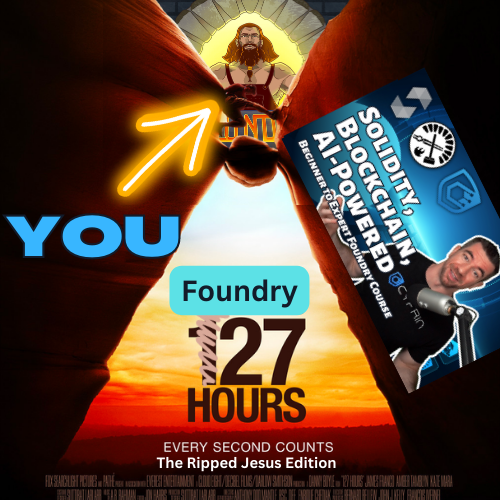 YOU
SOLIDITY,
BLOCKCHAIN,
AI-POWERED
BEGINNER TO EXPERT FOUNDRY COURSE
CYFRIN
Foundry
127
HOURS
EVERY SECOND COUNTS
The Ripped Jesus Edition